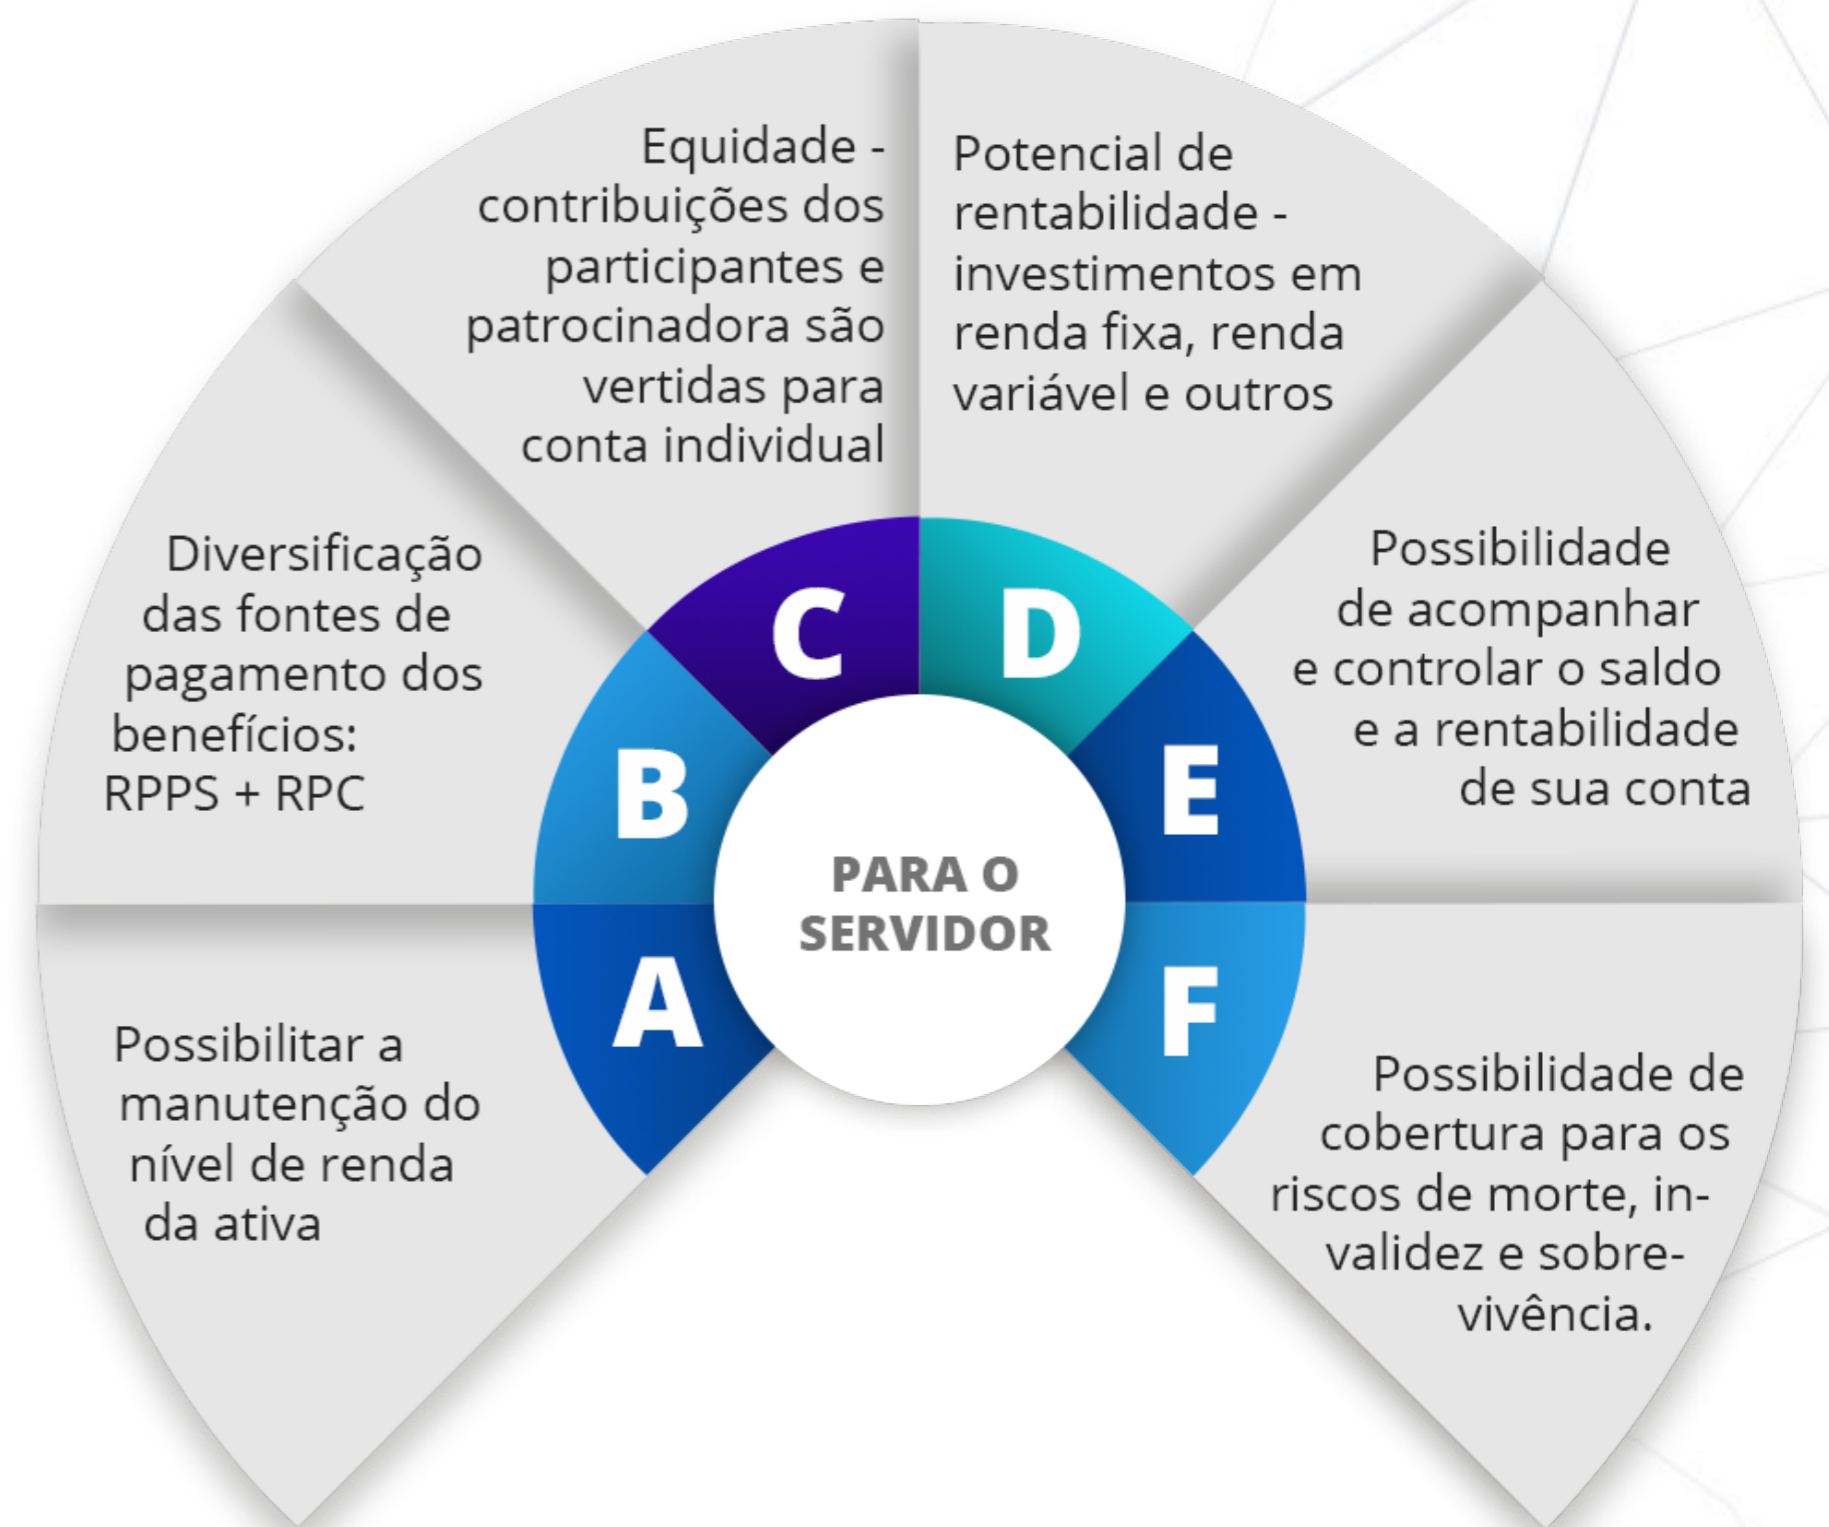 PARA O
SERVIDOR
A
Possibilitar a
manutenção do
nível de renda
da ativa
B
Diversificação
das fontes de
pagamento dos
benefícios:
RPPS + RPC
C
Equidade -
contribuições dos
participantes e
patrocinadora são
vertidas para
conta individual
D
Potencial de
rentabilidade -
investimentos em
renda fixa, renda
variável e outros
E
Possibilidade
de acompanhar
e controlar o saldo
e a rentabilidade
de sua conta
F
Possibilidade de
cobertura para os
riscos de morte, in-
validez e sobre-
vivência.